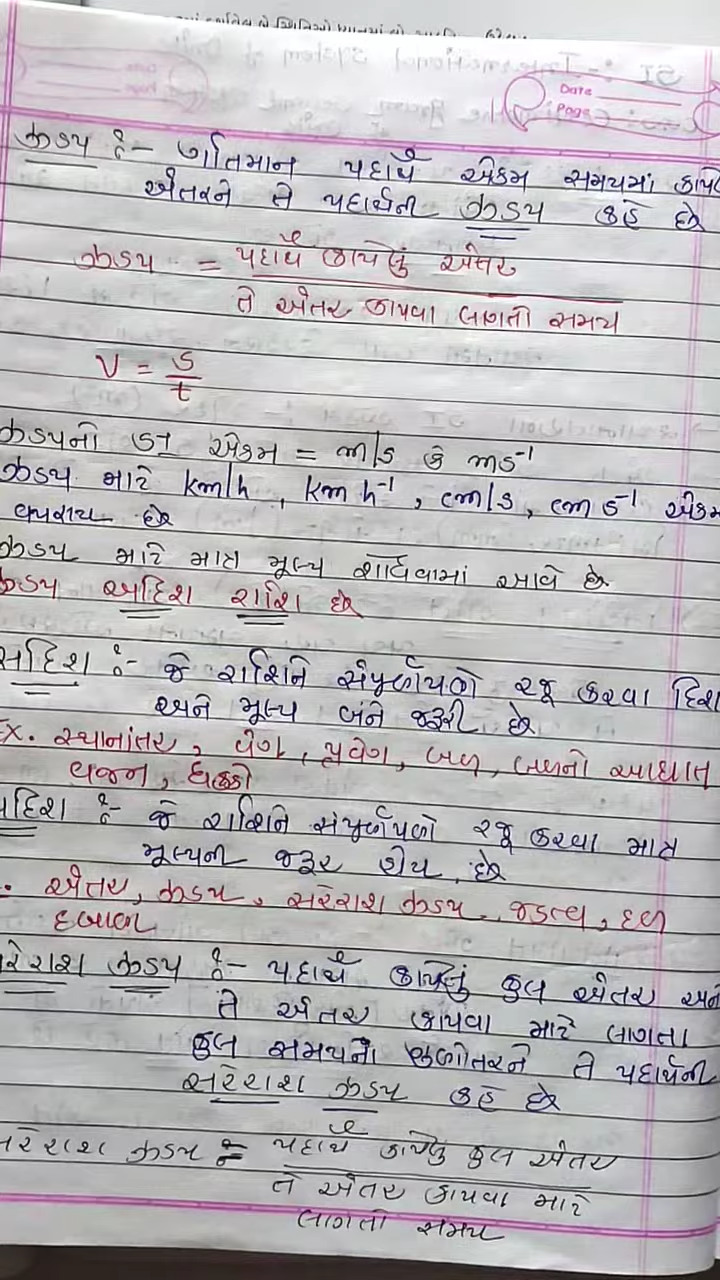 Date
Page
ઝડપ :- ગતિમાન પદાર્થે એકમ સમયમાં
અંતરને તે પદાર્થની ઝડપ કહે છે
ઝડપ = પદાર્થે કાપેલું અંતર
તે અંતર કાપવા લાગતો સમય
V = S
t
ઝડપનો SI એકમ = m/s કે ms⁻¹
ઝડપ માટે km/h, km h⁻¹, cm/s, cm s⁻¹ એકમ
વપરાય છે
ઝડપ માટે માત્ર મૂલ્ય શોધવામાં આવે છે
ઝડપ અદિશ રાશિ છે
સદિશ :- જે રાશિને સંપુર્ણપણે રજૂ કરવા દિશા
અને મૂલ્ય બંને જરૂરી છે
Ex. સ્થાનાંતર, વેગ, પ્રવેગ, બળ, બળનો આઘાત
વજન, ધક્કો
અદિશ :- જે રાશિને સંપુર્ણપણે રજૂ કરવા માત્ર
મૂલ્યની જરૂર હોય છે
. અંતર, ઝડપ, સરેરાશ ઝડપ, જડત્વ, દળ
દબાણ
સરેરાશ ઝડપ :- પદાર્થે કાપેલું કુલ અંતર અને
તે અંતર કાપવા માટે લાગતા
કુલ સમયના ગુણોતરને તે પદાર્થની
સરેરાશ ઝડપ કહે છે
સરેરાશ ઝડપ = પદાર્થે કાપેલું કુલ અંતર
તે અંતર કાપવા માટે
લાગતો સમય